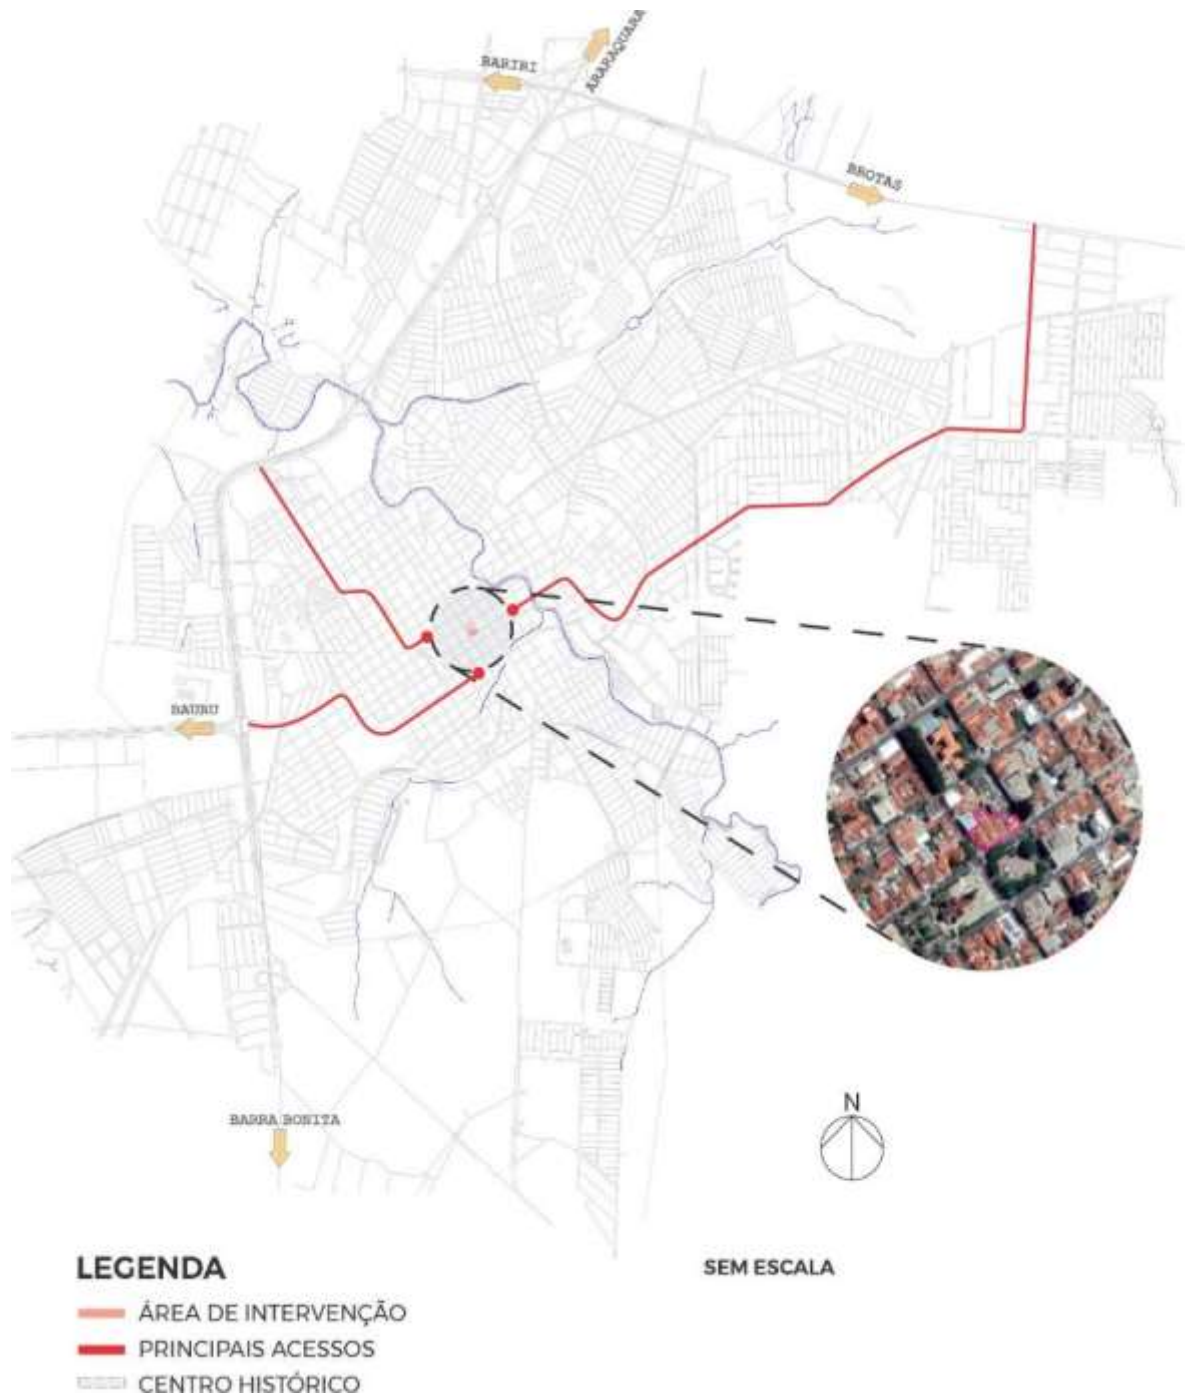 ARARAQUARA
BARIRI
BROTAS
BAURU
BARRA BONITA
N
LEGENDA
SEM ESCALA
ÁREA DE INTERVENÇÃO
PRINCIPAIS ACESSOS
CENTRO HISTÓRICO